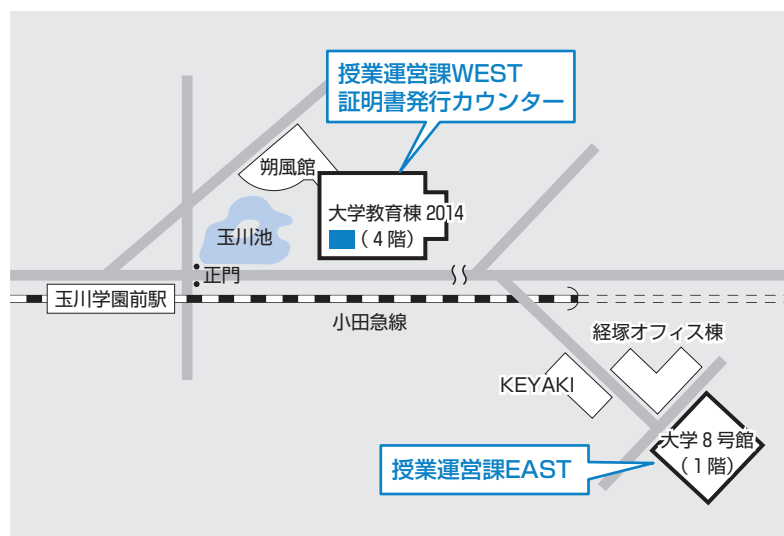 授業運営課WEST
証明書発行カウンター
朔風館
大学教育棟 2014
(4階)
玉川池
正門
玉川学園前駅
小田急線
経塚オフィス棟
KEYAKI
大学 8 号館
(1階)
授業運営課EAST